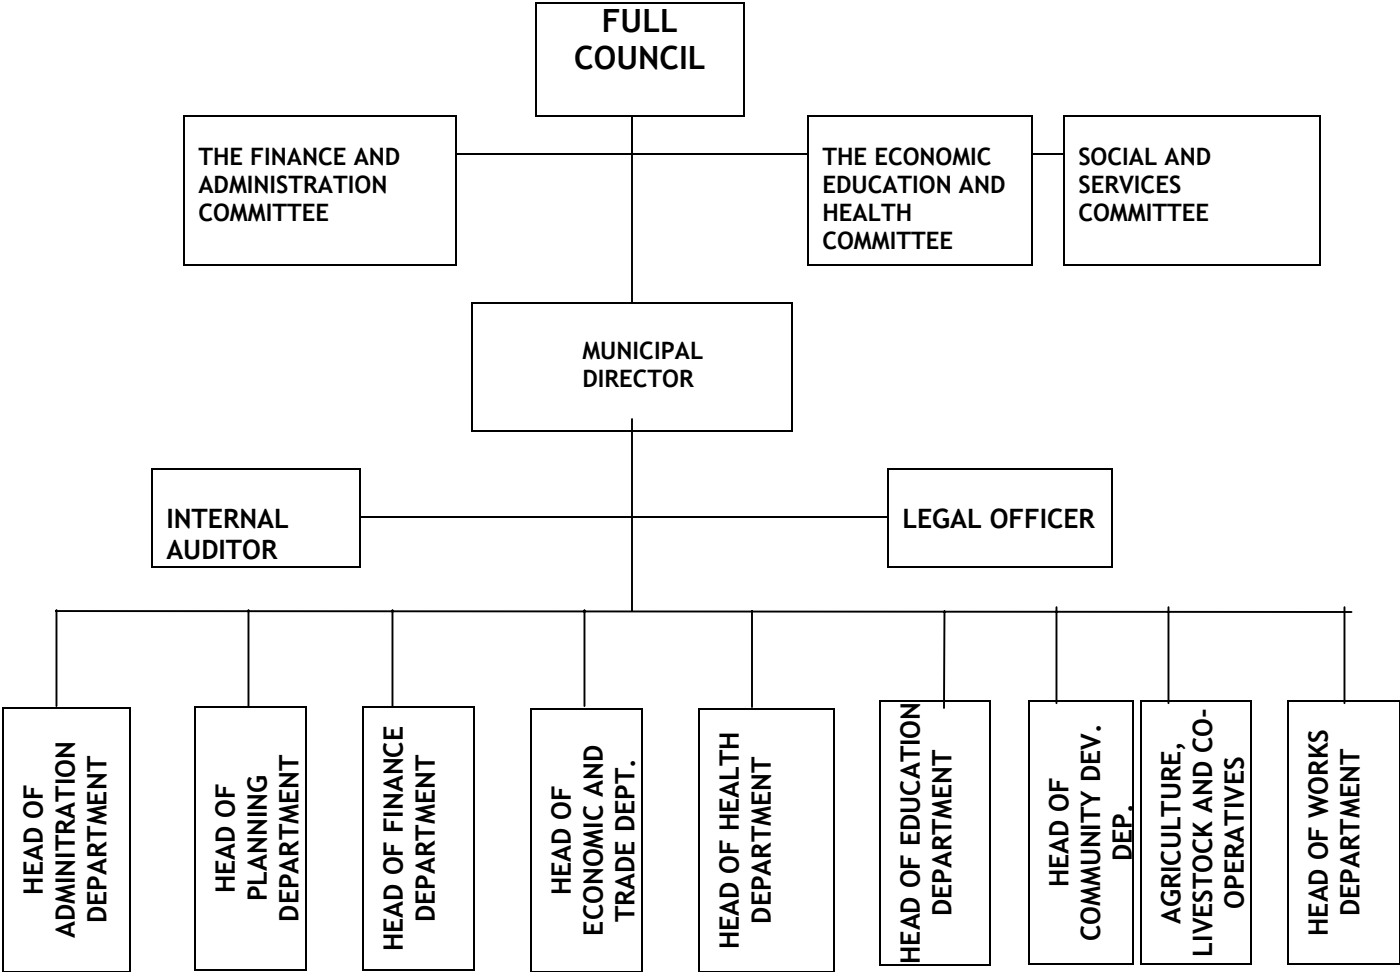 FULL
COUNCIL
THE FINANCE AND
ADMINISTRATION
COMMITTEE
THE ECONOMIC
EDUCATION AND
HEALTH
COMMITTEE
SOCIAL AND
SERVICES
COMMITTEE
MUNICIPAL
DIRECTOR
INTERNAL
AUDITOR
LEGAL OFFICER
HEAD OF
ADMINITRATION
DEPARTMENT
HEAD OF
PLANNING
DEPARTMENT
HEAD OF FINANCE
DEPARTMENT
HEAD OF
ECONOMIC AND
TRADE DEPT.
HEAD OF HEALTH
DEPARTMENT
HEAD OF EDUCATION
DEPARTMENT
HEAD OF
COMMUNITY DEV.
DEP.
AGRICULTURE,
LIVESTOCK AND CO-
OPERATIVES
HEAD OF WORKS
DEPARTMENT